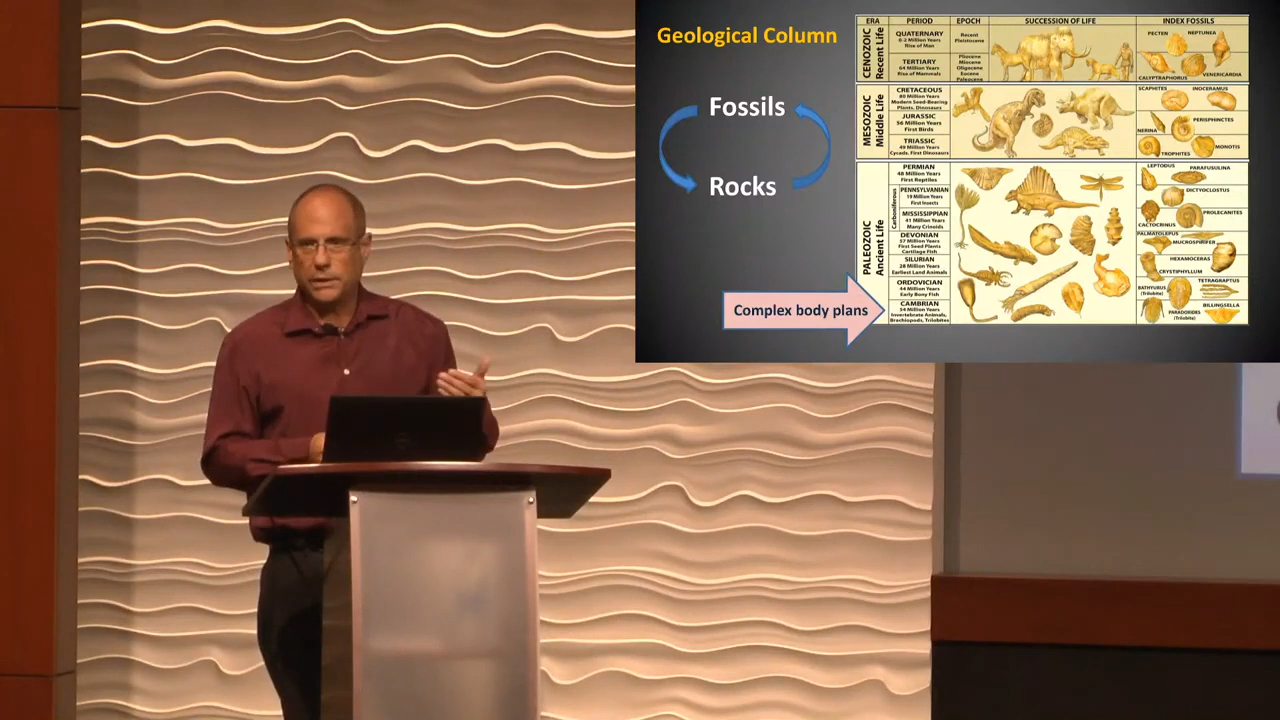 Geological Column
Fossils
Rocks
Complex body plans
ERA
PERIOD
EPOCH
SUCCESSION OF LIFE
INDEX FOSSILS
CENOZOIC
Recent Life
QUATERNARY
0-2 Million Years
Rise of Man
Recent
Pleistocene
TERTIARY
64 Million Years
Rise of Mammals
Pliocene
Miocene
Oligocene
Eocene
Paleocene
PECTEN
NEPTUNEA
CALYPTRAPHORUS
VENERICARDIA
MESOZOIC
Middle Life
CRETACEOUS
80 Million Years
Modern Seed-Bearing
Plants. Dinosaurs
JURASSIC
56 Million Years
First Birds
TRIASSIC
49 Million Years
Cycads. First Dinosaurs
SCAPHITES
INOCERAMUS
PERISPHINCTES
NERINA
TROPHITES
MONOTIS
PALEOZOIC
Ancient Life
PERMIAN
48 Million Years
First Reptiles
Carboniferous
PENNSYLVANIAN
19 Million Years
First Insects
MISSISSIPPIAN
41 Million Years
Many Crinoids
DEVONIAN
57 Million Years
First Seed Plants
Cartilage Fish
SILURIAN
28 Million Years
Earliest Land Animals
ORDOVICIAN
44 Million Years
Early Bony Fish
CAMBRIAN
54 Million Years
Invertebrate Animals,
Brachiopods, Trilobites
LEPTODUS
PARAFUSULINA
DICTYOCLOSTUS
CACTOCRINUS
PROLECANITES
PALMATOLEPUS
MUCROSPIRIFER
HEXAMOCERAS
CRYSTIPHYLLUM
BATHYURUS
(Trilobite)
TETRAGRAPTUS
PARADOXIDES
(Trilobite)
BILLINGSELLA